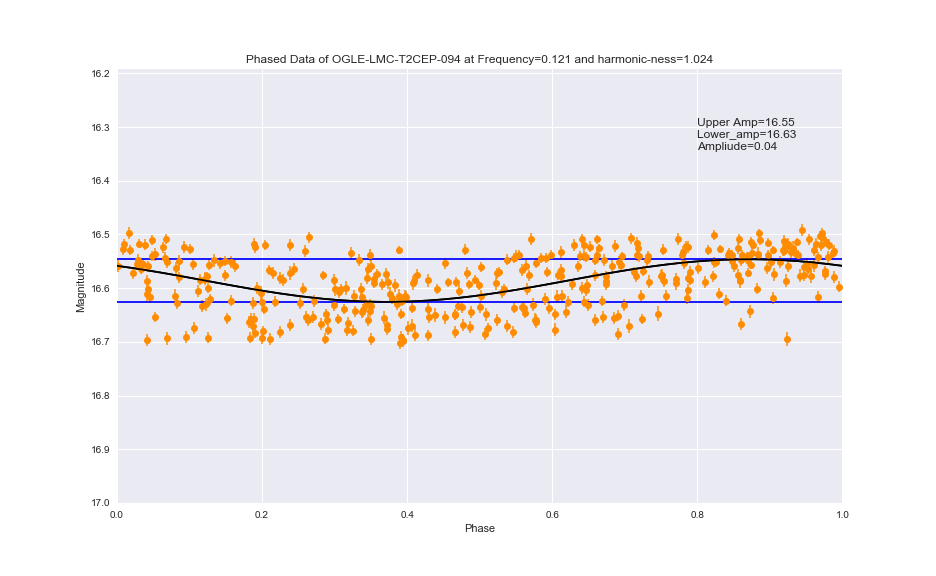 Phased Data of OGLE-LMC-T2CEP-094 at Frequency=0.121 and harmonic-ness=1.024
16.2
16.3
16.4
16.5
16.6
16.7
16.8
16.9
17.0
Magnitude
Upper Amp=16.55
Lower_amp=16.63
Ampliude=0.04
0.0 0.2 0.4 0.6 0.8 1.0
Phase